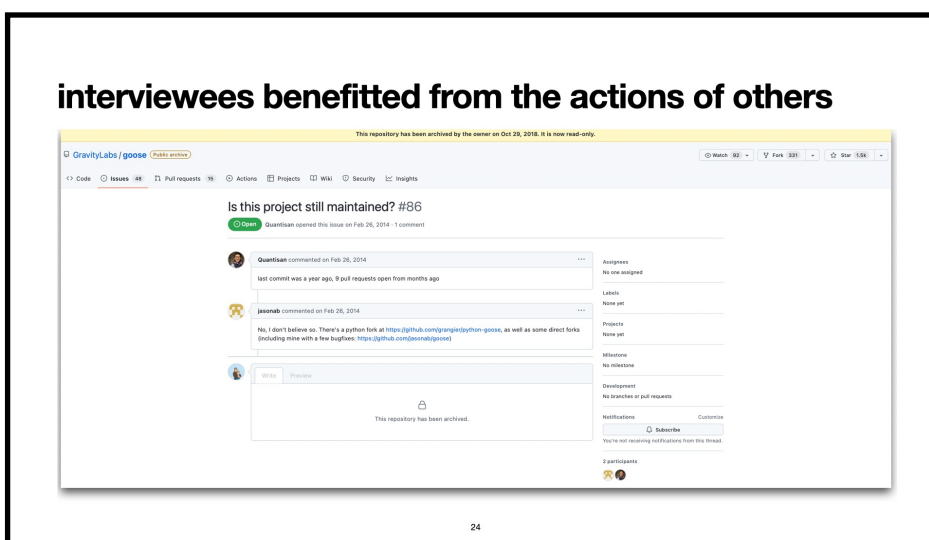 interviewees benefitted from the actions of others
This repository has been archived by the owner on Oct 29, 2018. It is now read-only.
GravityLabs / goose Public archive
Watch 92 Fork 331 Star 1.5k
Code Issues 48 Pull requests 15 Actions Projects Wiki Security Insights
Is this project still maintained? #86
Open Quantisan opened this issue on Feb 26, 2014 · 1 comment
Quantisan commented on Feb 26, 2014
last commit was a year ago, 9 pull requests open from months ago
jasonab commented on Feb 26, 2014
No, I don't believe so. There's a python fork at https://github.com/grangier/python-goose, as well as some direct forks
(including mine with a few bugfixes: https://github.com/jasonab/goose)
Write Preview
This repository has been archived.
Assignees
No one assigned
Labels
None yet
Projects
None yet
Milestone
No milestone
Development
No branches or pull requests
Notifications Customize
Subscribe
You're not receiving notifications from this thread.
2 participants
24